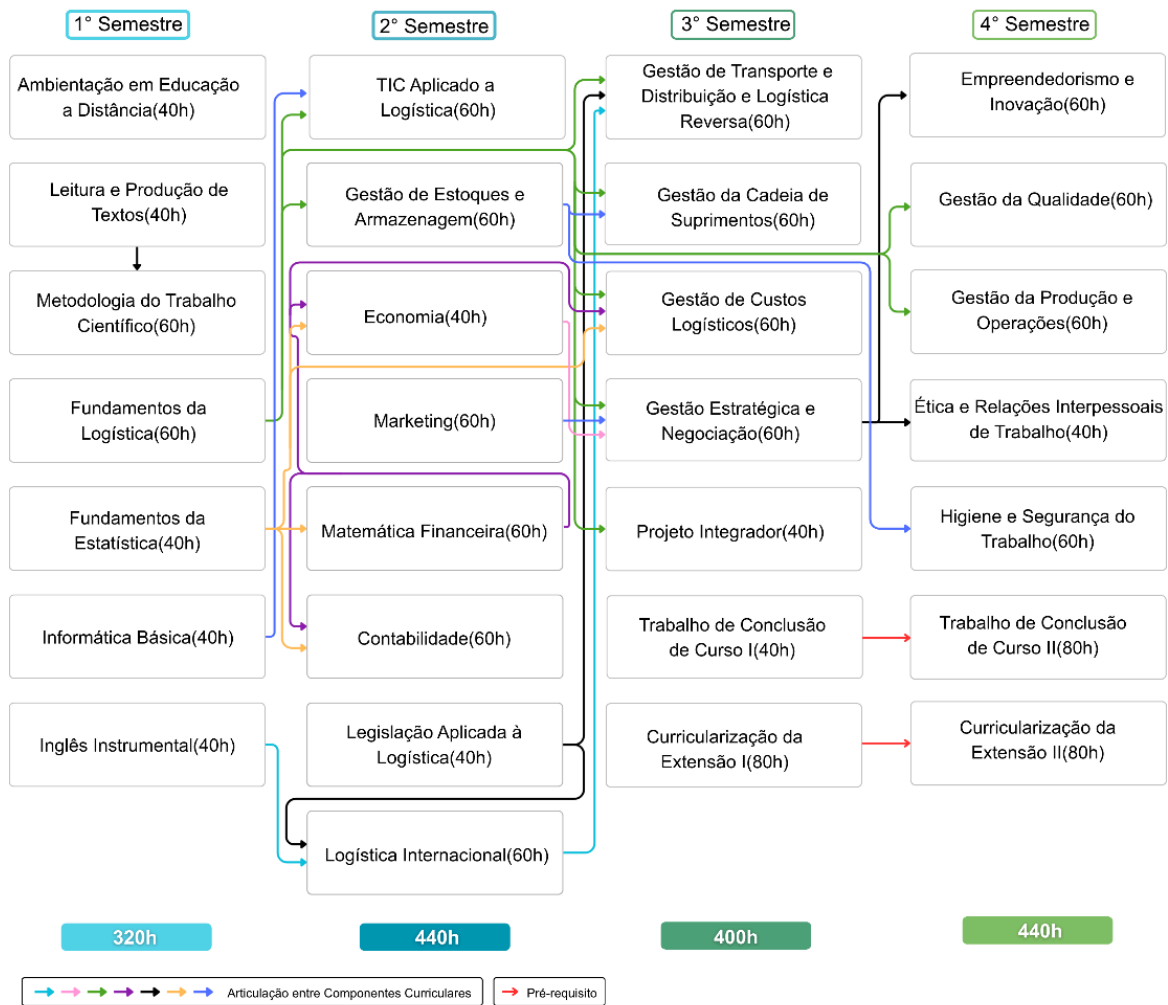 1° Semestre
2° Semestre
3° Semestre
4° Semestre
Ambientação em Educação
a Distância(40h)
Leitura e Produção de
Textos(40h)
Metodologia do Trabalho
Científico(60h)
Fundamentos da
Logística(60h)
Fundamentos da
Estatística(40h)
Informática Básica(40h)
Inglês Instrumental(40h)
TIC Aplicado a
Logística(60h)
Gestão de Estoques e
Armazenagem(60h)
Economia(40h)
Marketing(60h)
Matemática Financeira(60h)
Contabilidade(60h)
Legislação Aplicada à
Logística(40h)
Logística Internacional(60h)
Gestão de Transporte e
Distribuição e Logística
Reversa(60h)
Gestão da Cadeia de
Suprimentos(60h)
Gestão de Custos
Logísticos(60h)
Gestão Estratégica e
Negociação(60h)
Projeto Integrador(40h)
Trabalho de Conclusão
de Curso I(40h)
Curricularização da
Extensão I(80h)
Empreendedorismo e
Inovação(60h)
Gestão da Qualidade(60h)
Gestão da Produção e
Operações(60h)
Ética e Relações Interpessoais
de Trabalho(40h)
Higiene e Segurança do
Trabalho(60h)
Trabalho de Conclusão
de Curso II(80h)
Curricularização da
Extensão II(80h)
320h
440h
400h
440h
Articulação entre Componentes Curriculares
Pré-requisito